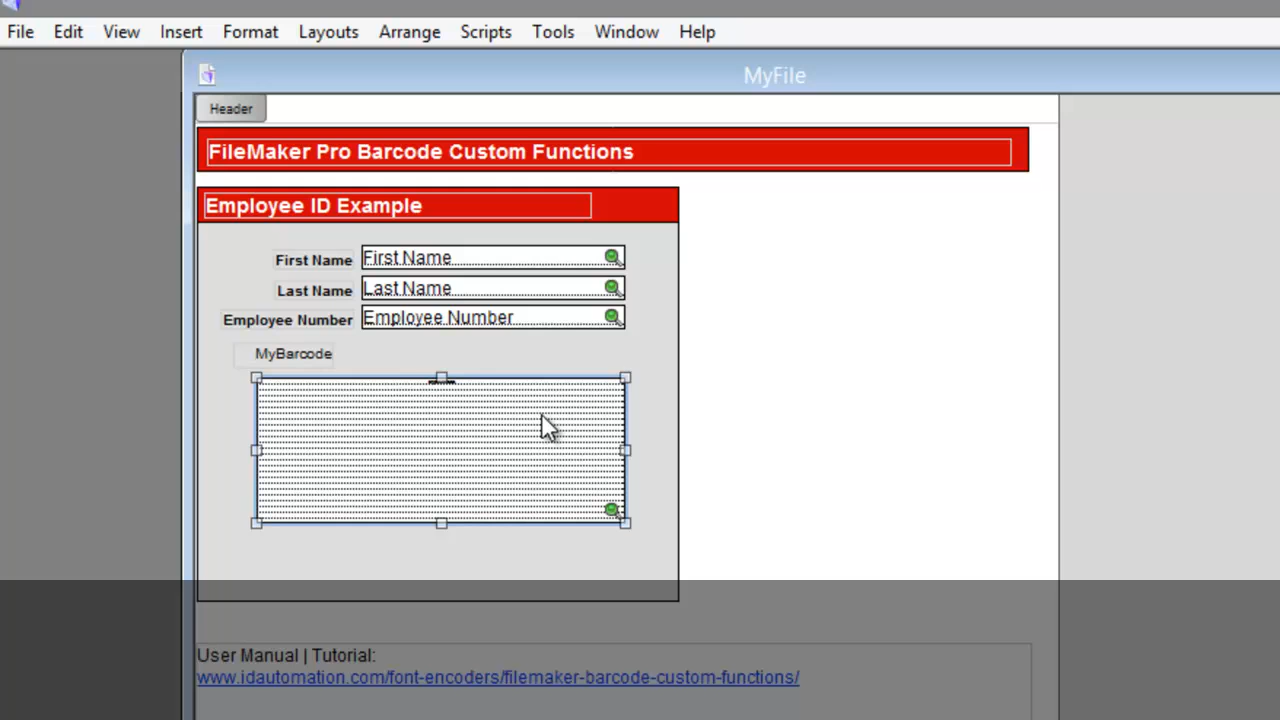 File Edit View Insert Format Layouts Arrange Scripts Tools Window Help
MyFile
Header
FileMaker Pro Barcode Custom Functions
Employee ID Example
First Name First Name
Last Name Last Name
Employee Number Employee Number
MyBarcode
User Manual | Tutorial:
www.idautomation.com/font-encoders/filemaker-barcode-custom-functions/